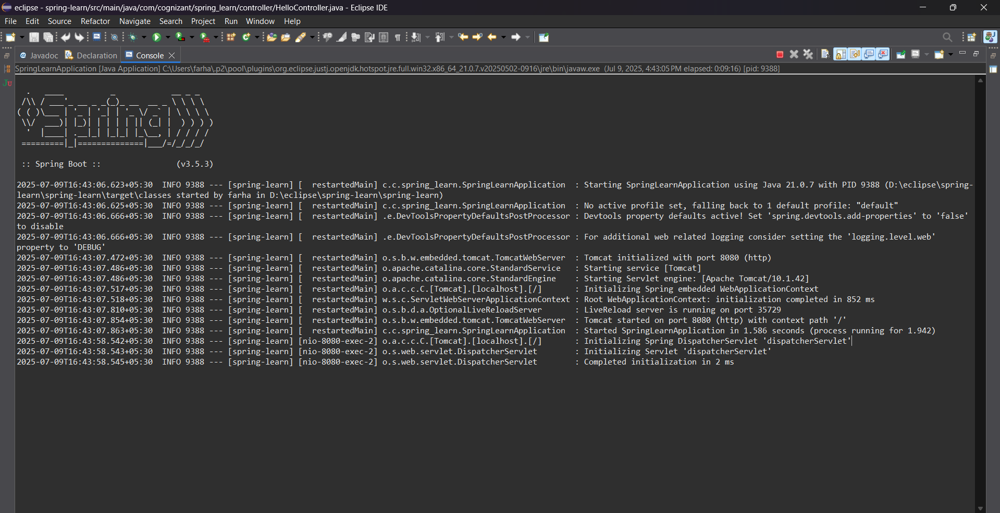 eclipse - spring-learn/src/main/java/com/cognizant/spring_learn/controller/HelloController.java - Eclipse IDE
File Edit Source Refactor Navigate Search Project Run Window Help
@ Javadoc Declaration Console
SpringLearnApplication [Java Application] C:\Users\farha\.p2\pool\plugins\org.eclipse.justj.openjdk.hotspot.jre.full.win32.x86_64_21.0.7.v20250502-0916\jre\bin\javaw.exe (Jul 9, 2025, 4:43:05 PM elapsed: 0:09:16) [pid: 9388]
Ju
  .   ____          _            __ _ _
 /\\ / ___'_ __ _ _(_)_ __  __ _ \ \ \ \
( ( )\___ | '_ | '_| | '_ \/ _` | \ \ \ \
 \\/  ___)| |_)| | | | | || (_| |  ) ) ) )
  '  |____| .__|_| |_|_| |_\__, | / / / /
 =========|_|==============|___/=/_/_/_/
:: Spring Boot :: (v3.5.3)
2025-07-09T16:43:06.623+05:30 INFO 9388 --- [spring-learn] [ restartedMain] c.c.spring_learn.SpringLearnApplication : Starting SpringLearnApplication using Java 21.0.7 with PID 9388 (D:\eclipse\spring-
learn\spring-learn\target\classes started by farha in D:\eclipse\spring-learn\spring-learn)
2025-07-09T16:43:06.625+05:30 INFO 9388 --- [spring-learn] [ restartedMain] c.c.spring_learn.SpringLearnApplication : No active profile set, falling back to 1 default profile: "default"
2025-07-09T16:43:06.666+05:30 INFO 9388 --- [spring-learn] [ restartedMain] .e.DevToolsPropertyDefaultsPostProcessor : Devtools property defaults active! Set 'spring.devtools.add-properties' to 'false'
to disable
2025-07-09T16:43:06.666+05:30 INFO 9388 --- [spring-learn] [ restartedMain] .e.DevToolsPropertyDefaultsPostProcessor : For additional web related logging consider setting the 'logging.level.web'
property to 'DEBUG'
2025-07-09T16:43:07.472+05:30 INFO 9388 --- [spring-learn] [ restartedMain] o.s.b.w.embedded.tomcat.TomcatWebServer : Tomcat initialized with port 8080 (http)
2025-07-09T16:43:07.486+05:30 INFO 9388 --- [spring-learn] [ restartedMain] o.apache.catalina.core.StandardService : Starting service [Tomcat]
2025-07-09T16:43:07.486+05:30 INFO 9388 --- [spring-learn] [ restartedMain] o.apache.catalina.core.StandardEngine : Starting Servlet engine: [Apache Tomcat/10.1.42]
2025-07-09T16:43:07.517+05:30 INFO 9388 --- [spring-learn] [ restartedMain] o.a.c.c.C.[Tomcat].[localhost].[/] : Initializing Spring embedded WebApplicationContext
2025-07-09T16:43:07.518+05:30 INFO 9388 --- [spring-learn] [ restartedMain] w.s.c.ServletWebServerApplicationContext : Root WebApplicationContext: initialization completed in 852 ms
2025-07-09T16:43:07.810+05:30 INFO 9388 --- [spring-learn] [ restartedMain] o.s.b.d.a.OptionalLiveReloadServer : LiveReload server is running on port 35729
2025-07-09T16:43:07.854+05:30 INFO 9388 --- [spring-learn] [ restartedMain] o.s.b.w.embedded.tomcat.TomcatWebServer : Tomcat started on port 8080 (http) with context path '/'
2025-07-09T16:43:07.863+05:30 INFO 9388 --- [spring-learn] [ restartedMain] c.c.spring_learn.SpringLearnApplication : Started SpringLearnApplication in 1.586 seconds (process running for 1.942)
2025-07-09T16:43:58.542+05:30 INFO 9388 --- [spring-learn] [nio-8080-exec-2] o.a.c.c.C.[Tomcat].[localhost].[/] : Initializing Spring DispatcherServlet 'dispatcherServlet'
2025-07-09T16:43:58.543+05:30 INFO 9388 --- [spring-learn] [nio-8080-exec-2] o.s.web.servlet.DispatcherServlet : Initializing Servlet 'dispatcherServlet'
2025-07-09T16:43:58.545+05:30 INFO 9388 --- [spring-learn] [nio-8080-exec-2] o.s.web.servlet.DispatcherServlet : Completed initialization in 2 ms